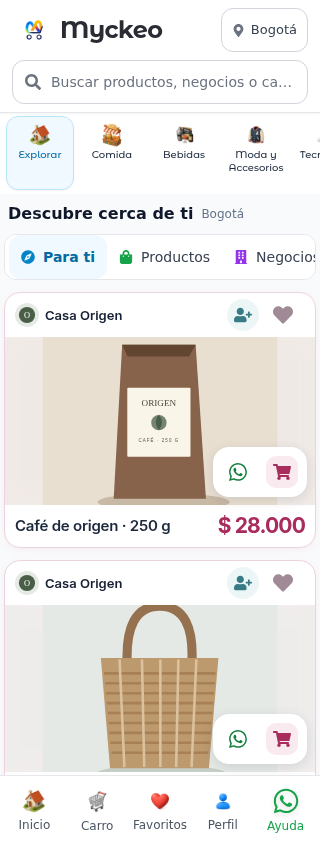 Myckeo
Bogotá
Buscar productos, negocios o ca...
Explorar
Comida
Bebidas
Moda y
Accesorios
Descubre cerca de ti Bogotá
Para ti
Productos
Negocios
O
Casa Origen
ORIGEN
CAFÉ · 250 G
Café de origen · 250 g
$ 28.000
O
Casa Origen
Inicio
Carro
Favoritos
Perfil
Ayuda